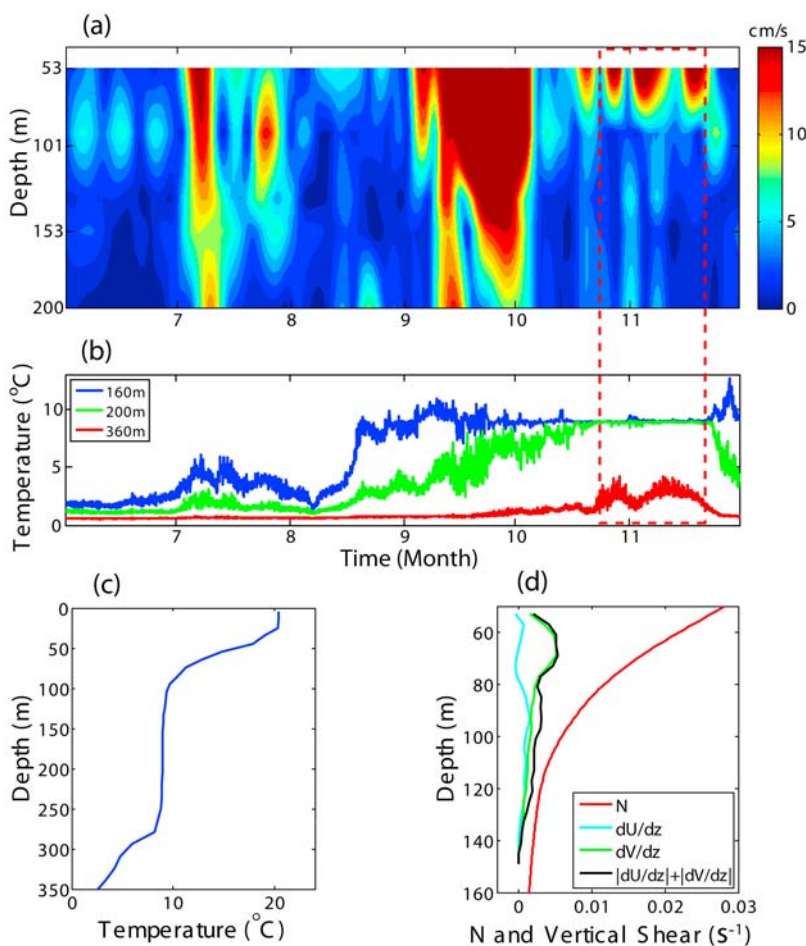 (a)
cm/s
Depth (m)
53
101
153
200
7
8
9
10
11
15
10
5
0
(b)
Temperature (°C)
10
5
0
160m
200m
360m
7
8
9
10
11
Time (Month)
(c)
Depth (m)
0
50
100
150
200
250
300
350
0
10
20
Temperature (°C)
(d)
Depth (m)
60
80
100
120
140
160
N
dU/dz
dV/dz
|dU/dz|+|dV/dz|
0
0.01
0.02
0.03
N and Vertical Shear (S⁻¹)